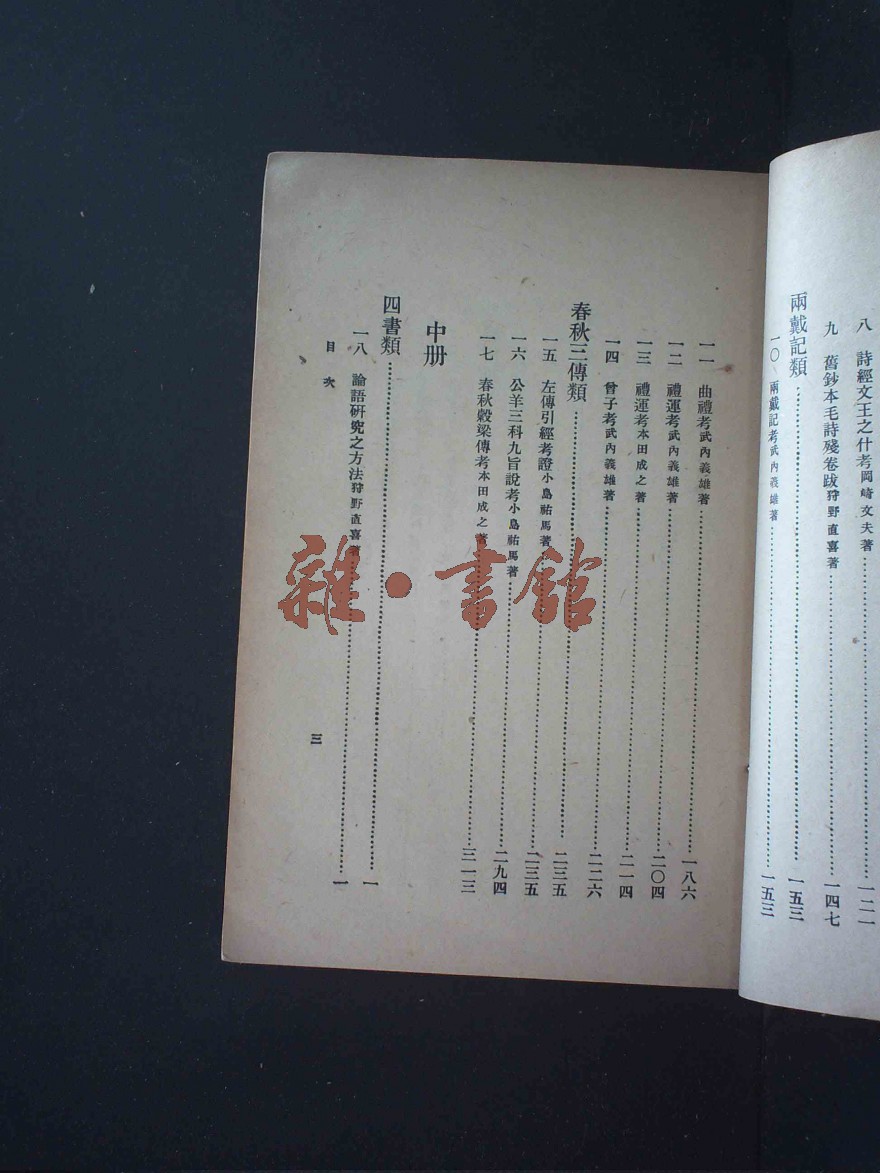 八　詩經文王之什考岡崎文夫著………一二一
九　舊鈔本毛詩殘卷跋狩野直喜著………一四七
兩戴記類………一五三
一〇　兩戴記考武內義雄著………一五三
一一　曲禮考武內義雄著………一八六
一二　禮運考武內義雄著………二〇四
一三　禮運考本田成之著………二一四
一四　曾子考武內義雄著………二二六
春秋三傳類………二三五
一五　左傳引經考證小島祐馬著………二三五
一六　公羊三科九旨說考小島祐馬著………二九四
一七　春秋穀梁傳考本田成之著………三一三
中册
四書類………一
一八　論語研究之方法狩野直喜著………一
目次
三
雜·書館